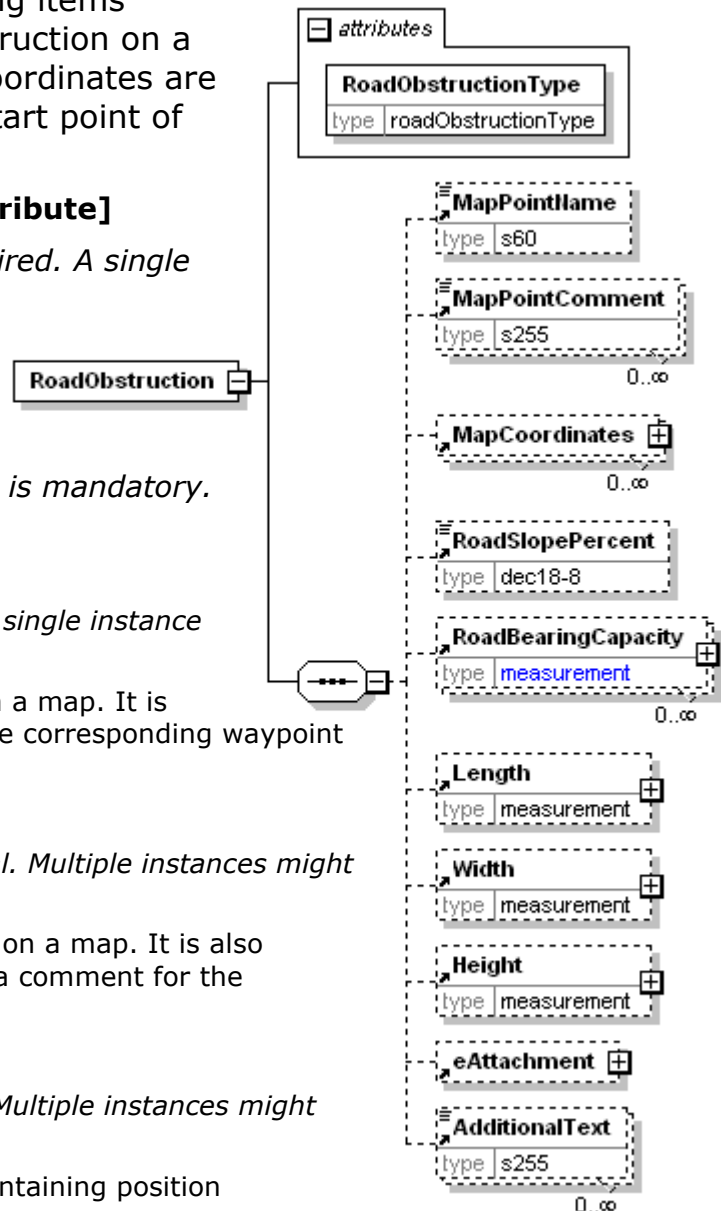 g items
ruction on a
oordinates are
tart point of
ribute]
ired. A single
is mandatory.
single instance
n a map. It is
e corresponding waypoint
l. Multiple instances might
on a map. It is also
a comment for the
Multiple instances might
ntaining position
attributes
RoadObstructionType
type roadObstructionType
RoadObstruction
MapPointName
type s60
MapPointComment
type s255
0..∞
MapCoordinates
0..∞
RoadSlopePercent
type dec18-8
RoadBearingCapacity
type measurement
0..∞
Length
type measurement
Width
type measurement
Height
type measurement
eAttachment
AdditionalText
type s255
0..∞